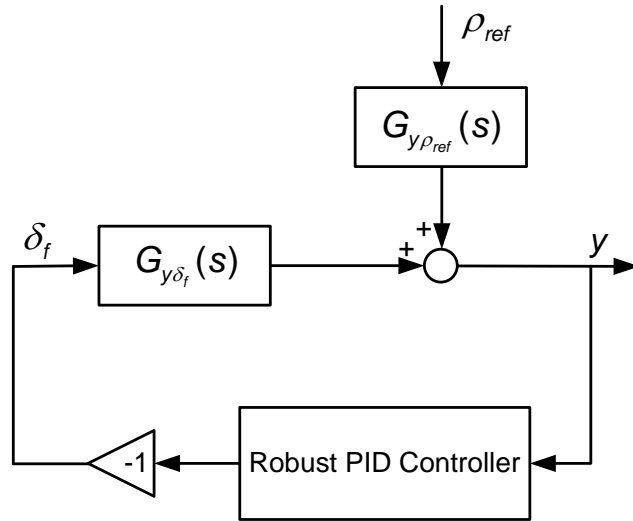 ρ_ref
G_yρ_ref (s)
+
δ_f
G_yδ_f (s)
+
y
-1
Robust PID Controller